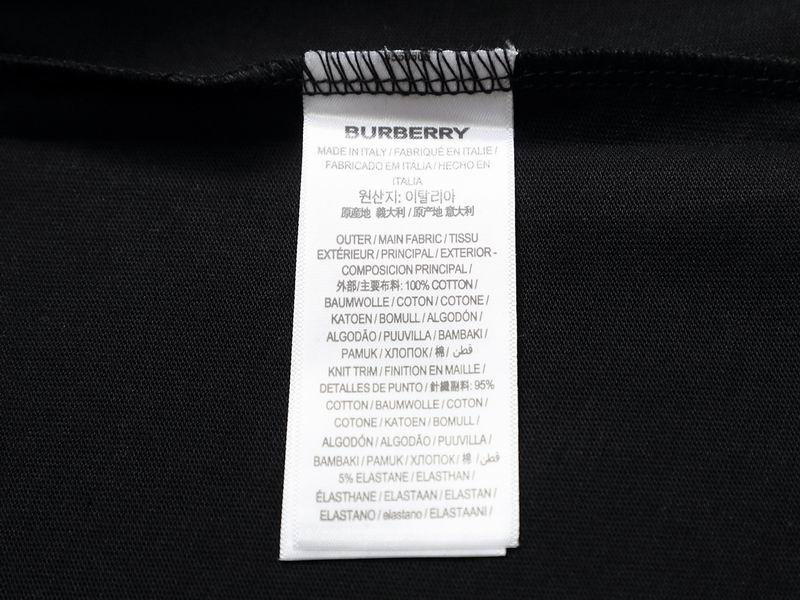 BURBERRY
MADE IN ITALY / FABRIQUÉ EN ITALIE /
FABRICADO EM ITALIA / HECHO EN
ITALIA
원산지: 이탈리아
原産地 義大利 / 原产地 意大利
OUTER / MAIN FABRIC / TISSU
EXTÉRIEUR / PRINCIPAL / EXTERIOR -
COMPOSICION PRINCIPAL /
外部/主要布料: 100% COTTON /
BAUMWOLLE / COTON / COTONE /
KATOEN / BOMULL / ALGODÓN /
ALGODÃO / PUUVILLA / BAMBAKI /
PAMUK / ХЛОПОК / 棉 / قطن
KNIT TRIM / FINITION EN MAILLE /
DETALLES DE PUNTO / 針織副料: 95%
COTTON / BAUMWOLLE / COTON /
COTONE / KATOEN / BOMULL /
ALGODÓN / ALGODÃO / PUUVILLA /
BAMBAKI / PAMUK / ХЛОПОК / 棉 / قطن
5% ELASTANE / ELASTHAN /
ÉLASTHANE / ELASTAAN / ELASTAN /
ELASTANO / elastano / ELASTAANI /